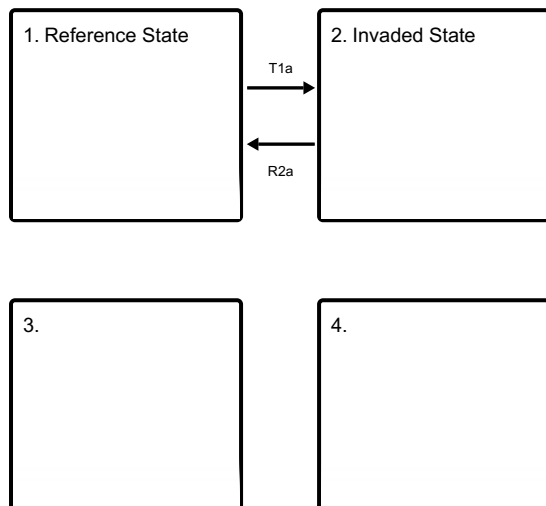 1. Reference State
2. Invaded State
T1a
R2a
3.
4.